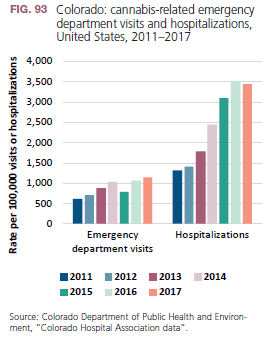 FIG. 93 Colorado: cannabis-related emergency
department visits and hospitalizations,
United States, 2011–2017
Rate per 100,000 visits or hospitalizations
4,000
3,500
3,000
2,500
2,000
1,500
1,000
500
0
Emergency
department visits
Hospitalizations
2011 2012 2013 2014
2015 2016 2017
Source: Colorado Department of Public Health and Environ-
ment, “Colorado Hospital Association data”.